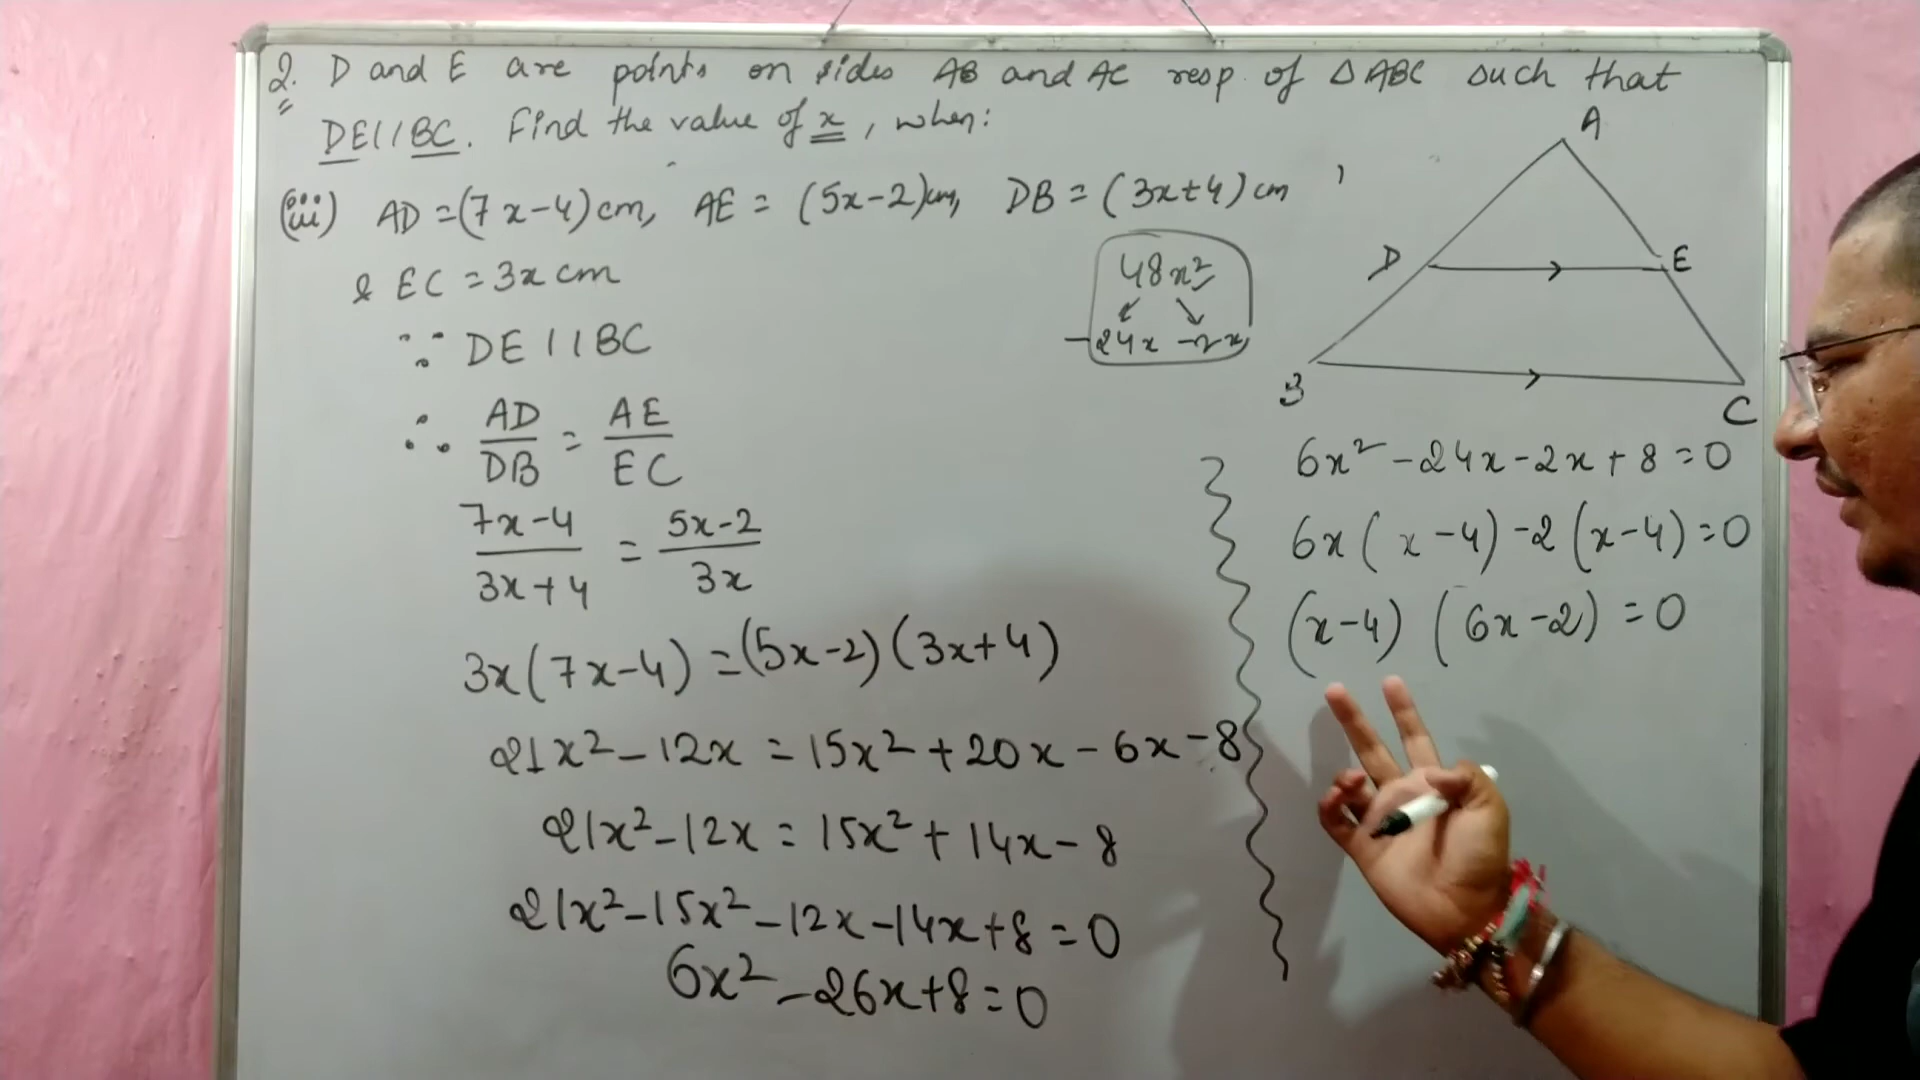 2. D and E are points on sides AB and AC resp. of △ABC such that
DE||BC. Find the value of x, when:
(iii) AD=(7x-4)cm, AE=(5x-2)cm, DB=(3x+4)cm
& EC=3x cm
∵ DE||BC
∴ AD/DB = AE/EC
7x-4/3x+4 = 5x-2/3x
3x(7x-4)=(5x-2)(3x+4)
21x²-12x=15x²+20x-6x-8
21x²-12x=15x²+14x-8
21x²-15x²-12x-14x+8=0
6x²-26x+8=0
48x²
-24x -2x
A
D
E
B
C
6x²-24x-2x+8=0
6x(x-4)-2(x-4)=0
(x-4)(6x-2)=0